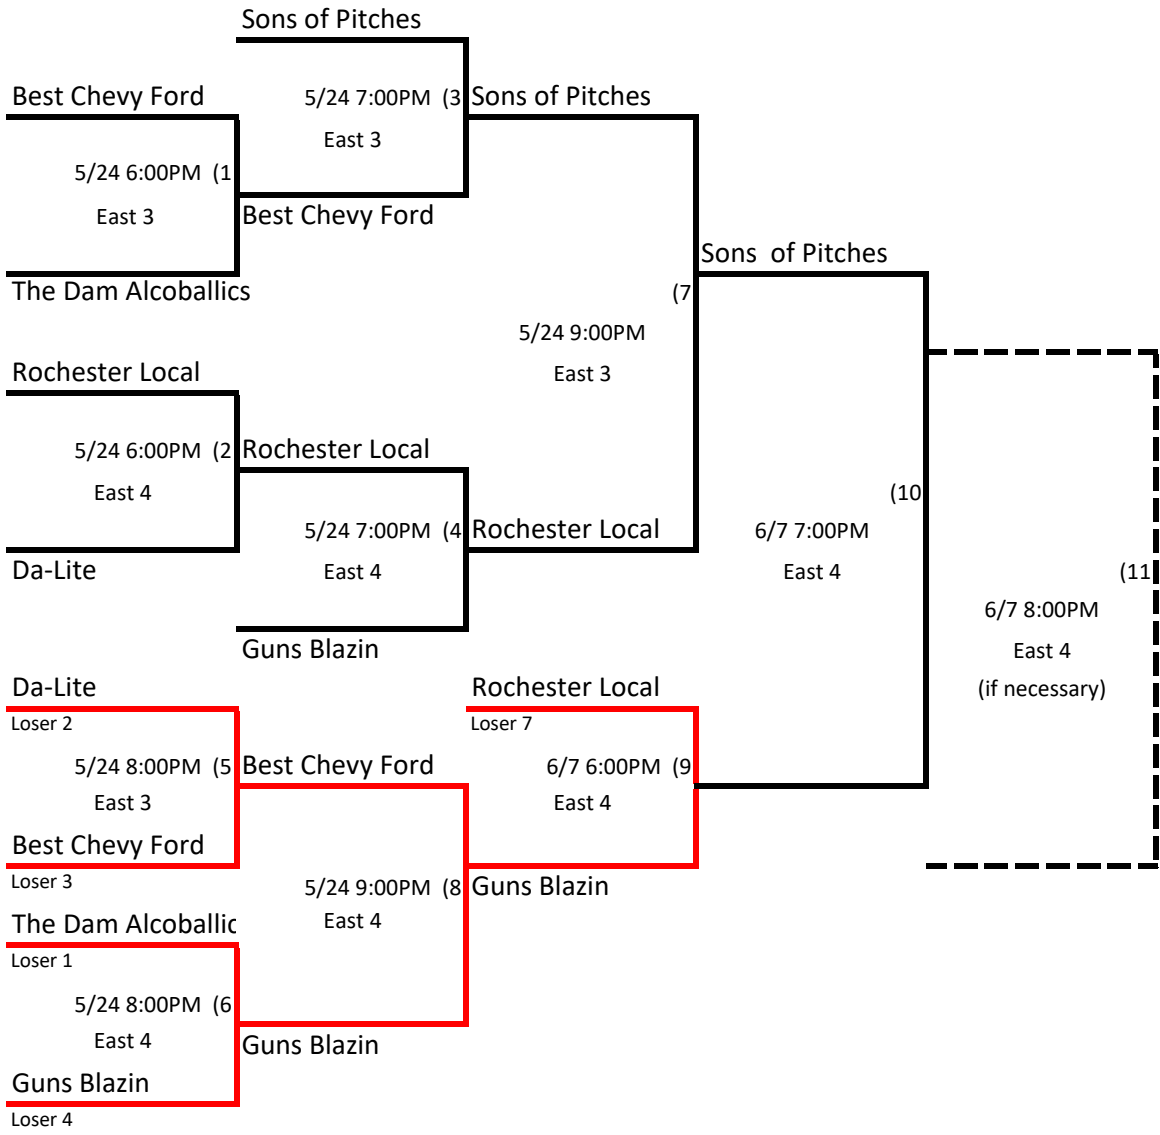 Sons of Pitches
Best Chevy Ford
5/24 7:00PM (3
Sons of Pitches
East 3
5/24 6:00PM (1
East 3
Best Chevy Ford
The Dam Alcoballics
Sons  of Pitches
(7
5/24 9:00PM
East 3
Rochester Local
5/24 6:00PM (2
Rochester Local
East 4
(10
5/24 7:00PM (4
Rochester Local
6/7 7:00PM
Da-Lite
East 4
East 4
(11
6/7 8:00PM
Guns Blazin
East 4
(if necessary)
Da-Lite
Rochester Local
Loser 2
Loser 7
5/24 8:00PM (5
Best Chevy Ford
6/7 6:00PM (9
East 3
East 4
Best Chevy Ford
Loser 3
5/24 9:00PM (8
Guns Blazin
East 4
The Dam Alcoballic
Loser 1
5/24 8:00PM (6
East 4
Guns Blazin
Guns Blazin
Loser 4